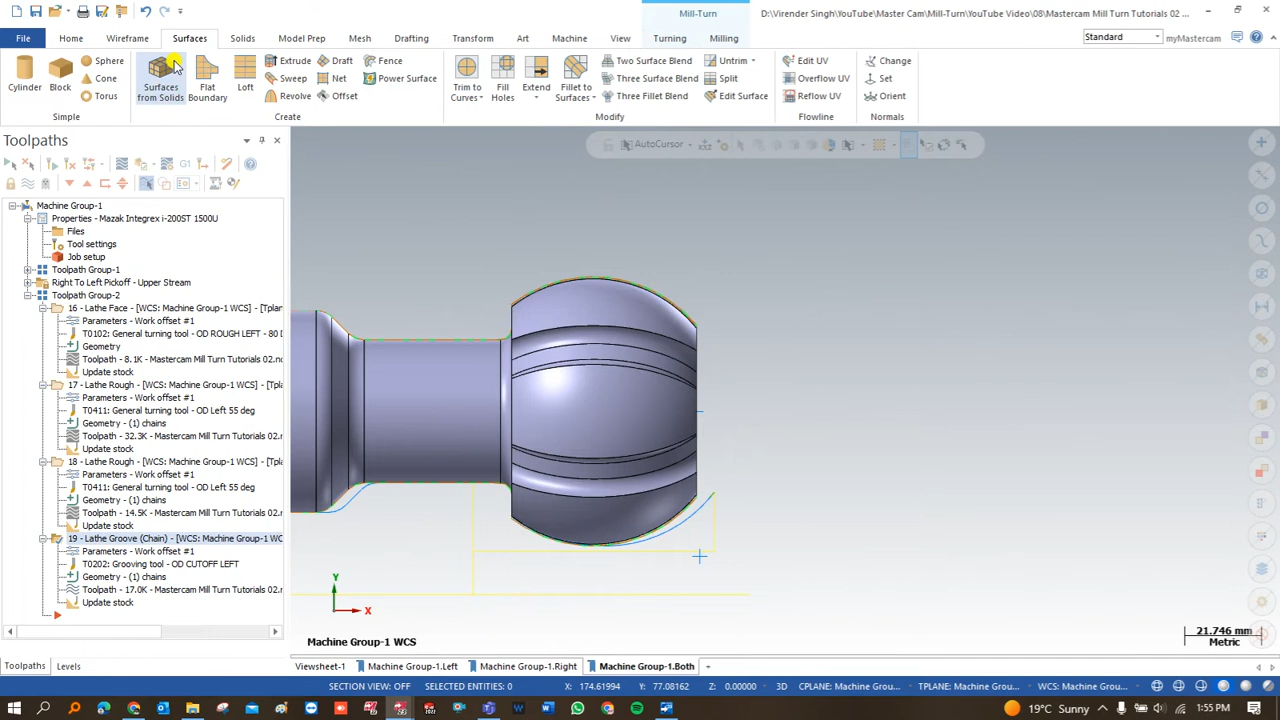 Mill-Turn
D:\Virender Singh\YouTube\Master Cam\Mill-Turn\YouTube Video\08\Mastercam Mill Turn Tutorials 02 ...
File Home Wireframe Surfaces Solids Model Prep Mesh Drafting Transform Art Machine View Turning Milling
Standard myMastercam
Cylinder Block Sphere Cone Torus
Simple
Surfaces from Solids Flat Boundary Loft Extrude Sweep Revolve Draft Net Offset Fence Power Surface
Create
Trim to Curves Fill Holes Extend Fillet to Surfaces Two Surface Blend Three Surface Blend Three Fillet Blend Untrim Split Edit Surface
Modify
Edit UV Overflow UV Reflow UV
Flowline
Change Set Orient
Normals
Toolpaths
AutoCursor
G1
Machine Group-1
Properties - Mazak Integrex i-200ST 1500U
Files
Tool settings
Job setup
Toolpath Group-1
Right To Left Pickoff - Upper Stream
Toolpath Group-2
16 - Lathe Face - [WCS: Machine Group-1 WCS] - [Tplan
Parameters - Work offset #1
T0102: General turning tool - OD ROUGH LEFT - 80 D
Geometry
Toolpath - 8.1K - Mastercam Mill Turn Tutorials 02.nc
Update stock
17 - Lathe Rough - [WCS: Machine Group-1 WCS] - [Tpla
Parameters - Work offset #1
T0411: General turning tool - OD Left 55 deg
Geometry - (1) chains
Toolpath - 32.3K - Mastercam Mill Turn Tutorials 02.n
Update stock
18 - Lathe Rough - [WCS: Machine Group-1 WCS] - [Tpla
Parameters - Work offset #1
T0411: General turning tool - OD Left 55 deg
Geometry - (1) chains
Toolpath - 14.5K - Mastercam Mill Turn Tutorials 02.n
Update stock
19 - Lathe Groove (Chain) - [WCS: Machine Group-1 WC
Parameters - Work offset #1
T0202: Grooving tool - OD CUTOFF LEFT
Geometry - (1) chains
Toolpath - 17.0K - Mastercam Mill Turn Tutorials 02.n
Update stock
Y
X
Machine Group-1 WCS
21.746 mm
Metric
Toolpaths Levels
Viewsheet-1 Machine Group-1.Left Machine Group-1.Right Machine Group-1.Both +
SECTION VIEW: OFF SELECTED ENTITIES: 0 X: 174.61994 Y: 77.08162 Z: 0.00000 3D CPLANE: Machine Grou... TPLANE: Machine Grou... WCS: Machine Grou...
19°C Sunny 1:55 PM